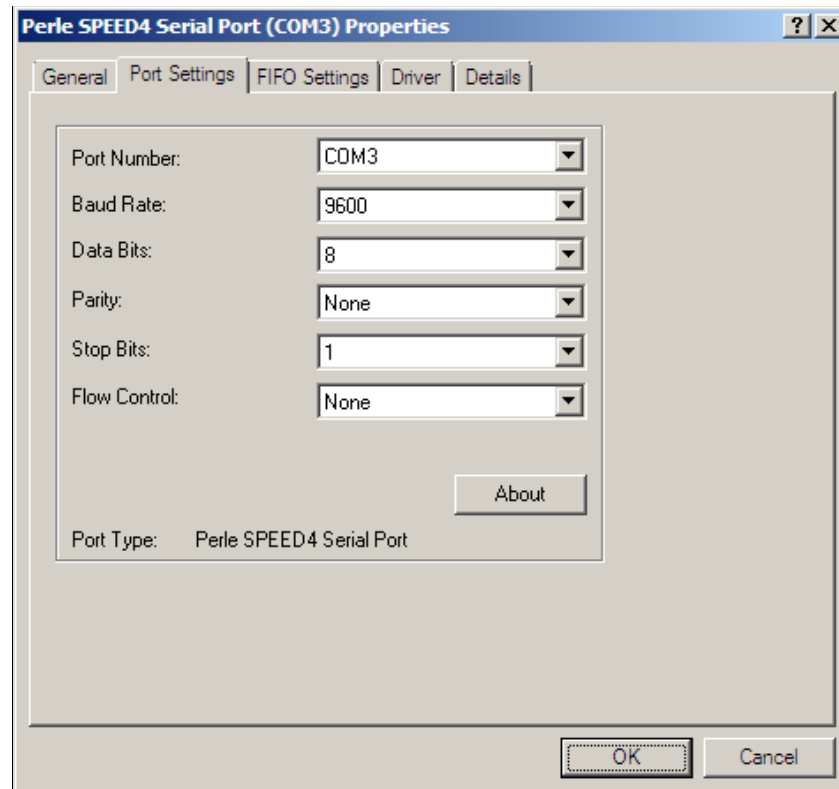 Perle SPEED4 Serial Port (COM3) Properties
General Port Settings FIFO Settings Driver Details
Port Number: COM3
Baud Rate: 9600
Data Bits: 8
Parity: None
Stop Bits: 1
Flow Control: None
About
Port Type: Perle SPEED4 Serial Port
OK Cancel